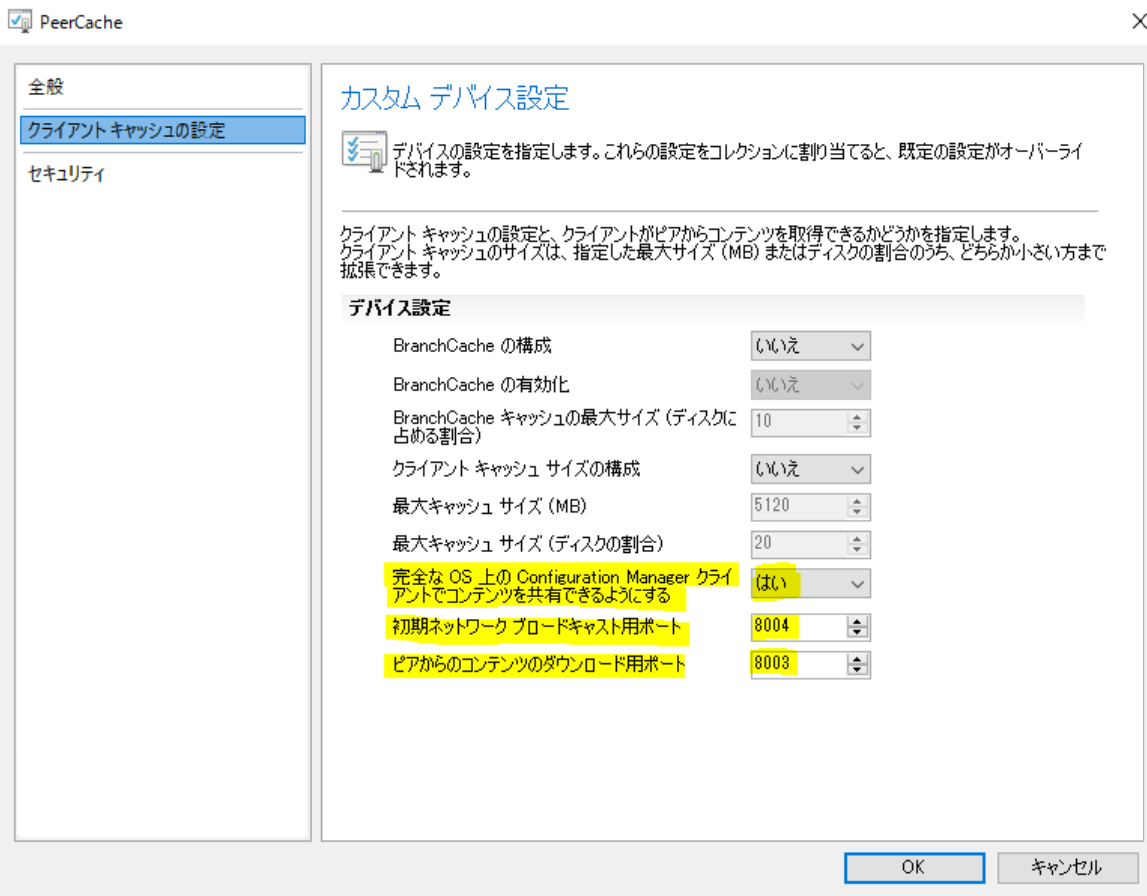 PeerCache
全般
クライアント キャッシュの設定
セキュリティ
カスタム デバイス設定
デバイスの設定を指定します。これらの設定をコレクションに割り当てると、既定の設定がオーバーライ
ドされます。
クライアント キャッシュの設定と、クライアントがピアからコンテンツを取得できるかどうかを指定します。
クライアント キャッシュのサイズは、指定した最大サイズ (MB) またはディスクの割合のうち、どちらか小さい方まで
拡張できます。
デバイス設定
BranchCache の構成 いいえ
BranchCache の有効化 いいえ
BranchCache キャッシュの最大サイズ (ディスクに
占める割合) 10
クライアント キャッシュ サイズの構成 いいえ
最大キャッシュ サイズ (MB) 5120
最大キャッシュ サイズ (ディスクの割合) 20
完全な OS 上の Configuration Manager クライ
アントでコンテンツを共有できるようにする はい
初期ネットワーク ブロードキャスト用ポート 8004
ピアからのコンテンツのダウンロード用ポート 8003
OK キャンセル